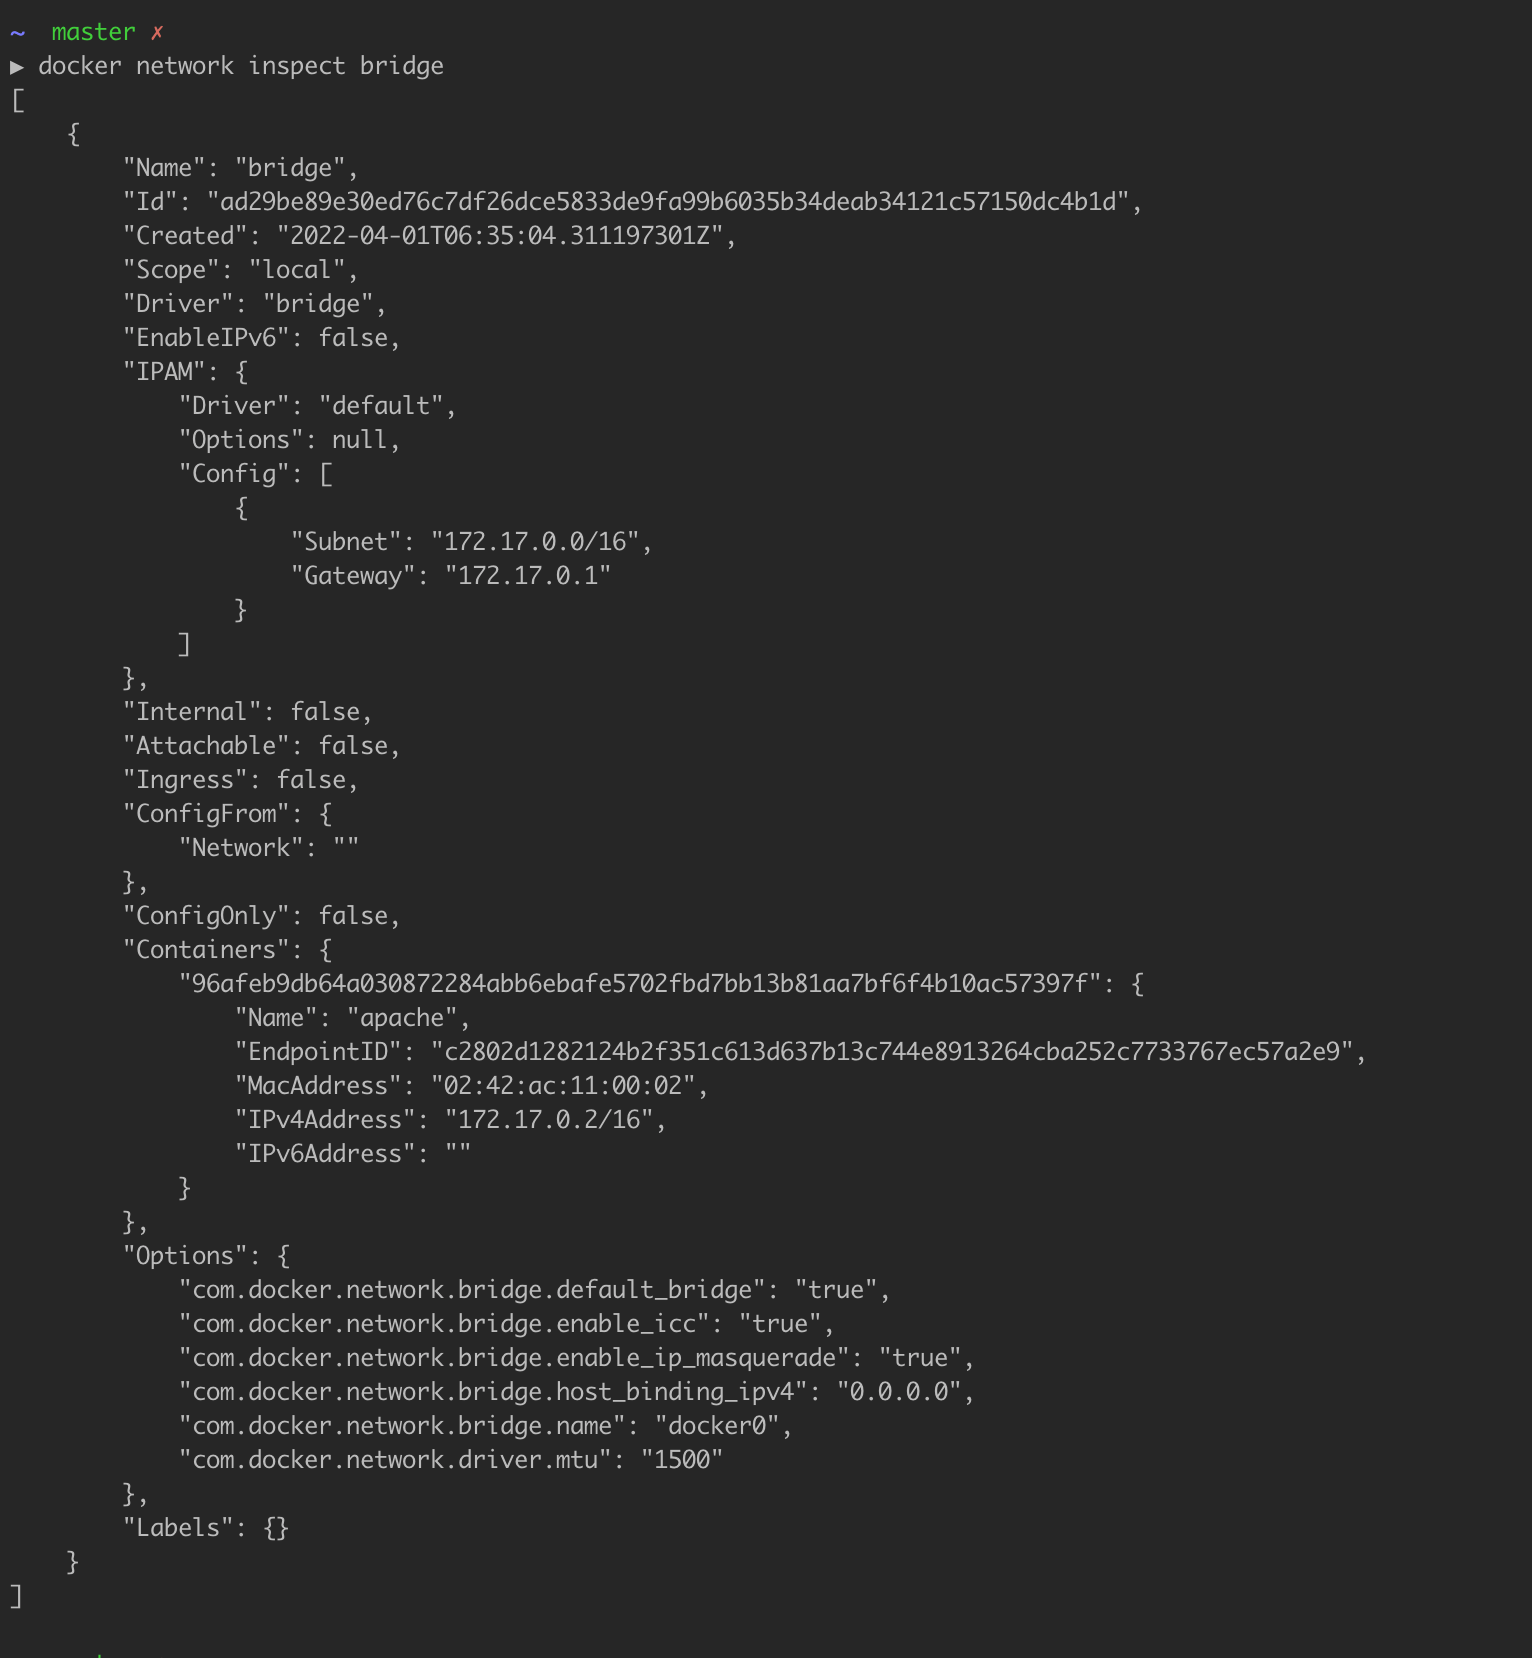 ~  master ✗
▶ docker network inspect bridge
[
    {
        "Name": "bridge",
        "Id": "ad29be89e30ed76c7df26dce5833de9fa99b6035b34deab34121c57150dc4b1d",
        "Created": "2022-04-01T06:35:04.311197301Z",
        "Scope": "local",
        "Driver": "bridge",
        "EnableIPv6": false,
        "IPAM": {
            "Driver": "default",
            "Options": null,
            "Config": [
                {
                    "Subnet": "172.17.0.0/16",
                    "Gateway": "172.17.0.1"
                }
            ]
        },
        "Internal": false,
        "Attachable": false,
        "Ingress": false,
        "ConfigFrom": {
            "Network": ""
        },
        "ConfigOnly": false,
        "Containers": {
            "96afeb9db64a030872284abb6ebafe5702fbd7bb13b81aa7bf6f4b10ac57397f": {
                "Name": "apache",
                "EndpointID": "c2802d1282124b2f351c613d637b13c744e8913264cba252c7733767ec57a2e9",
                "MacAddress": "02:42:ac:11:00:02",
                "IPv4Address": "172.17.0.2/16",
                "IPv6Address": ""
            }
        },
        "Options": {
            "com.docker.network.bridge.default_bridge": "true",
            "com.docker.network.bridge.enable_icc": "true",
            "com.docker.network.bridge.enable_ip_masquerade": "true",
            "com.docker.network.bridge.host_binding_ipv4": "0.0.0.0",
            "com.docker.network.bridge.name": "docker0",
            "com.docker.network.driver.mtu": "1500"
        },
        "Labels": {}
    }
]